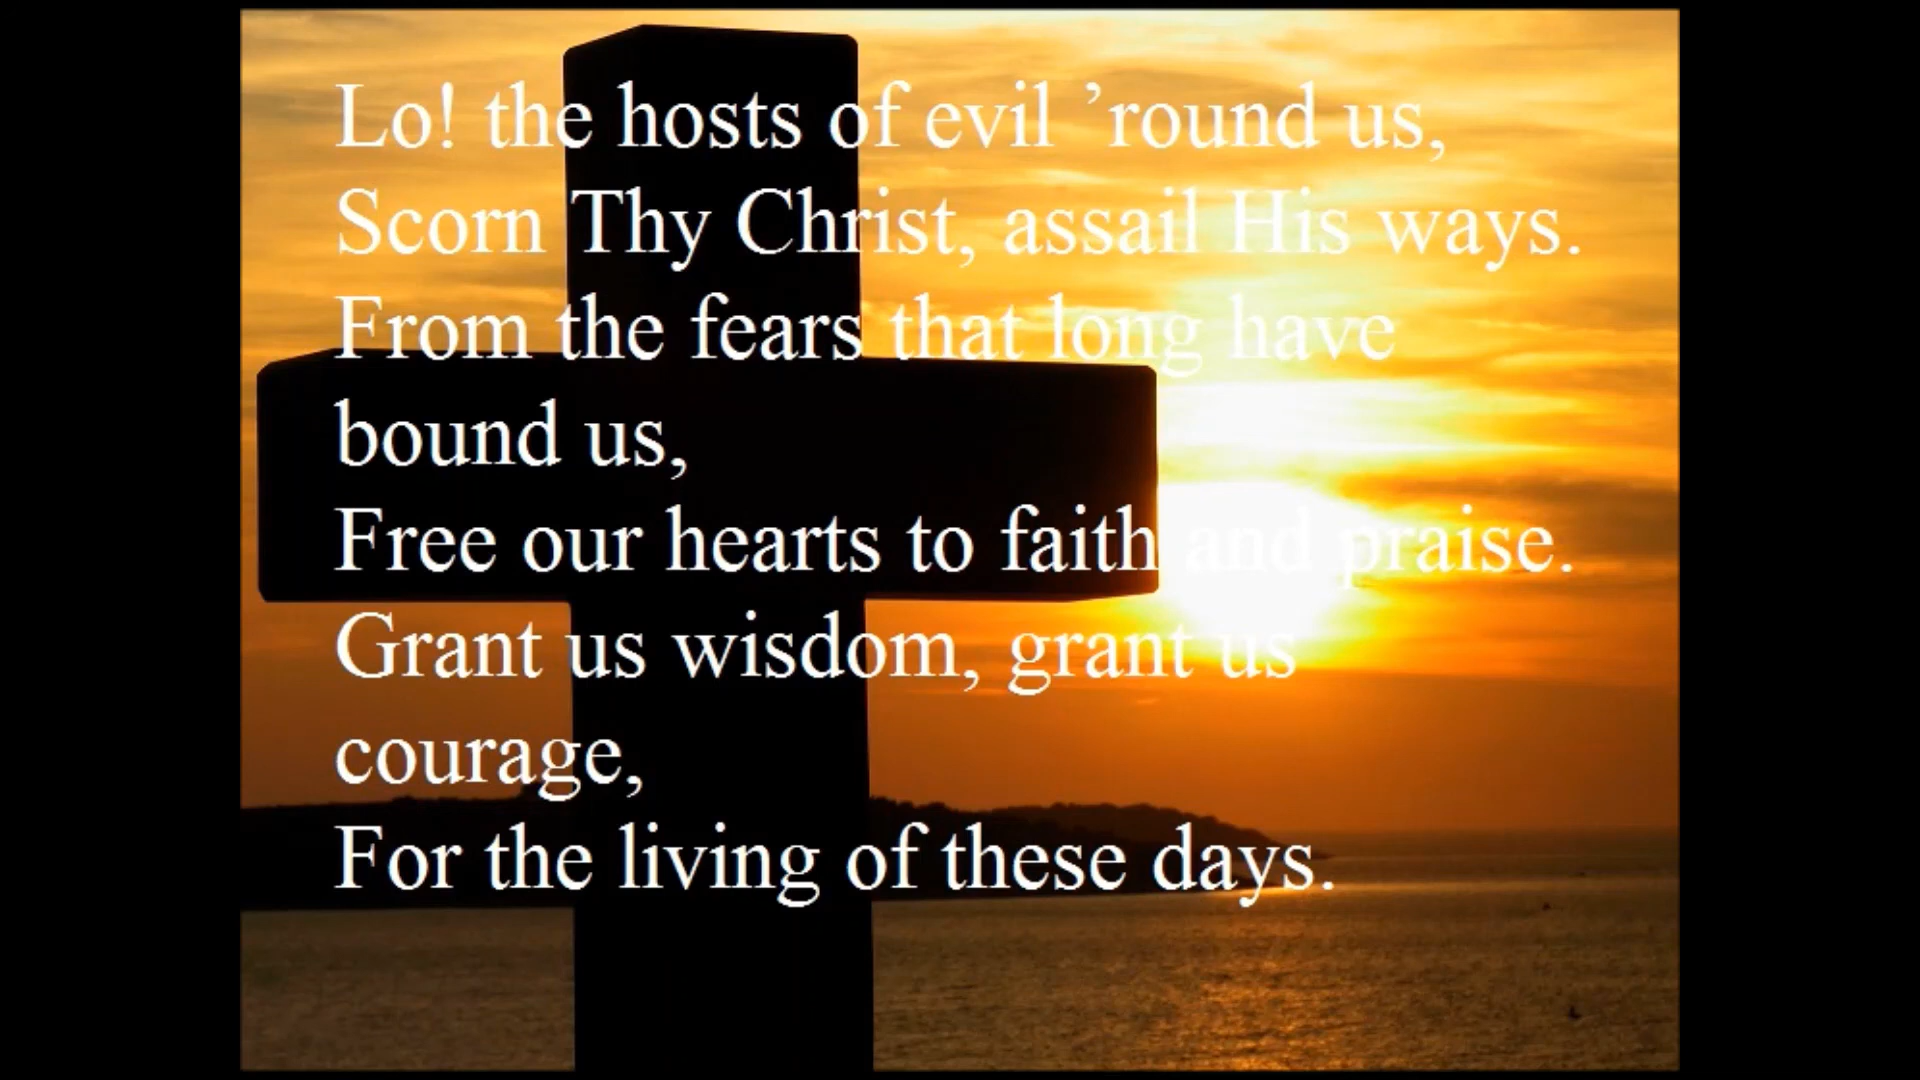 Lo! the hosts of evil ’round us,
Scorn Thy Christ, assail His ways.
From the fears that long have
bound us,
Free our hearts to faith and praise.
Grant us wisdom, grant us
courage,
For the living of these days.